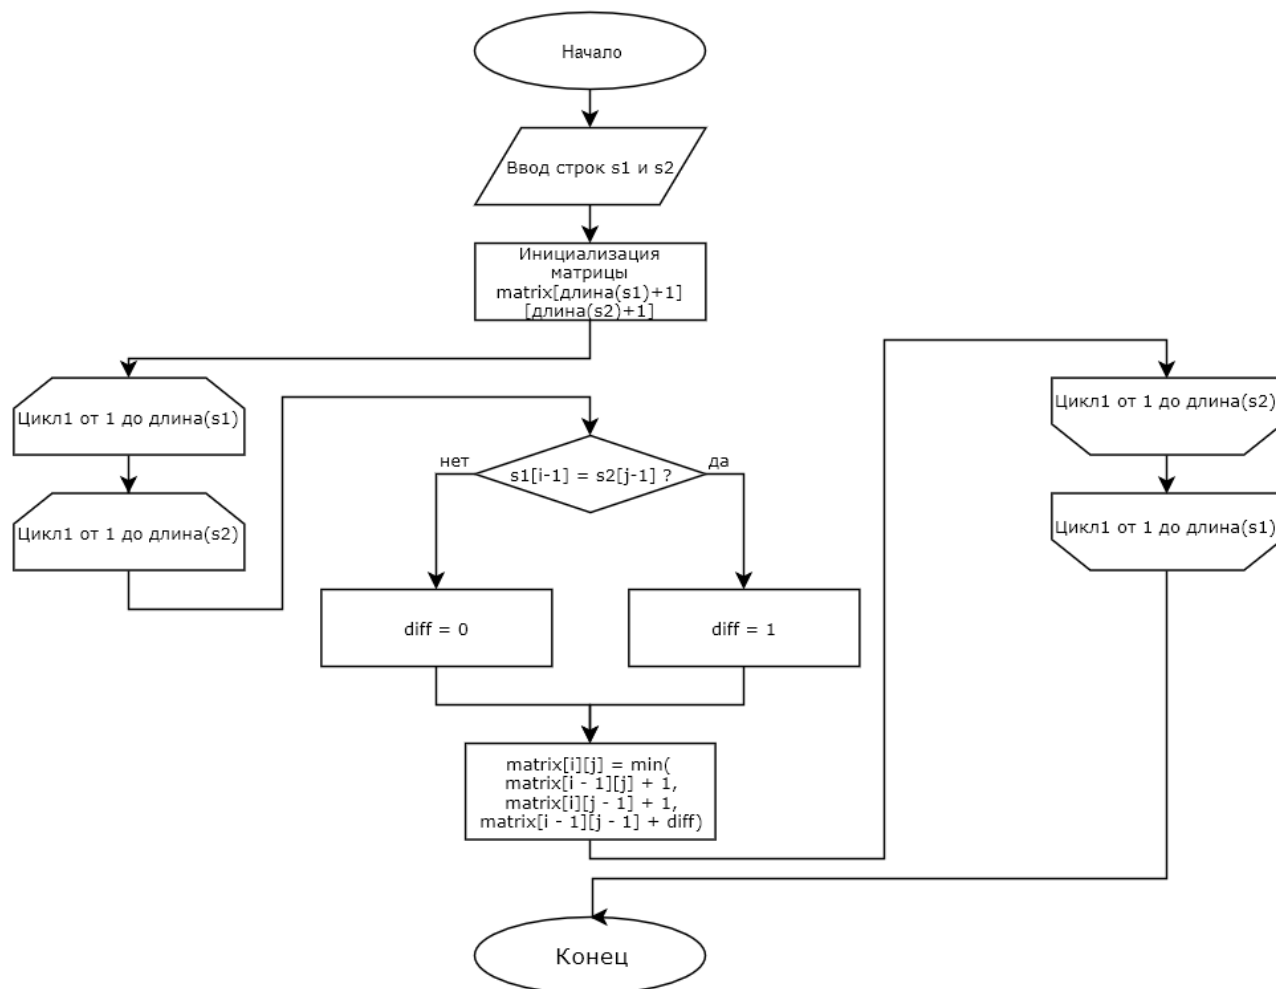 Начало
Ввод строк s1 и s2
Инициализация
матрицы
matrix[длина(s1)+1]
[длина(s2)+1]
Цикл1 от 1 до длина(s1)
Цикл1 от 1 до длина(s2)
s1[i-1] = s2[j-1] ?
нет
да
diff = 0
diff = 1
matrix[i][j] = min(
matrix[i - 1][j] + 1,
matrix[i][j - 1] + 1,
matrix[i - 1][j - 1] + diff)
Цикл1 от 1 до длина(s2)
Цикл1 от 1 до длина(s1)
Конец